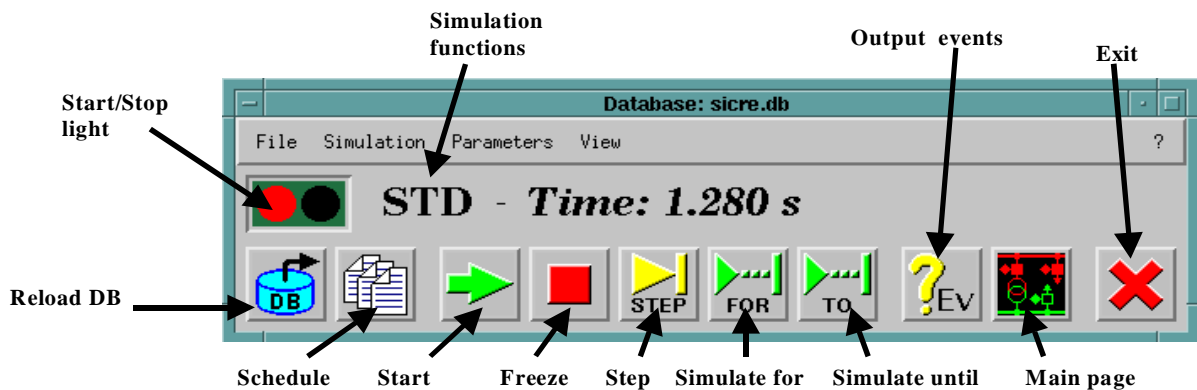 Simulation
functions
Output events
Exit
Start/Stop
light
Database: sicre.db
File Simulation Parameters View ?
STD - Time: 1.280 s
Reload DB
DB
STEP
FOR
TO
?Ev
Schedule Start Freeze Step Simulate for Simulate until Main page